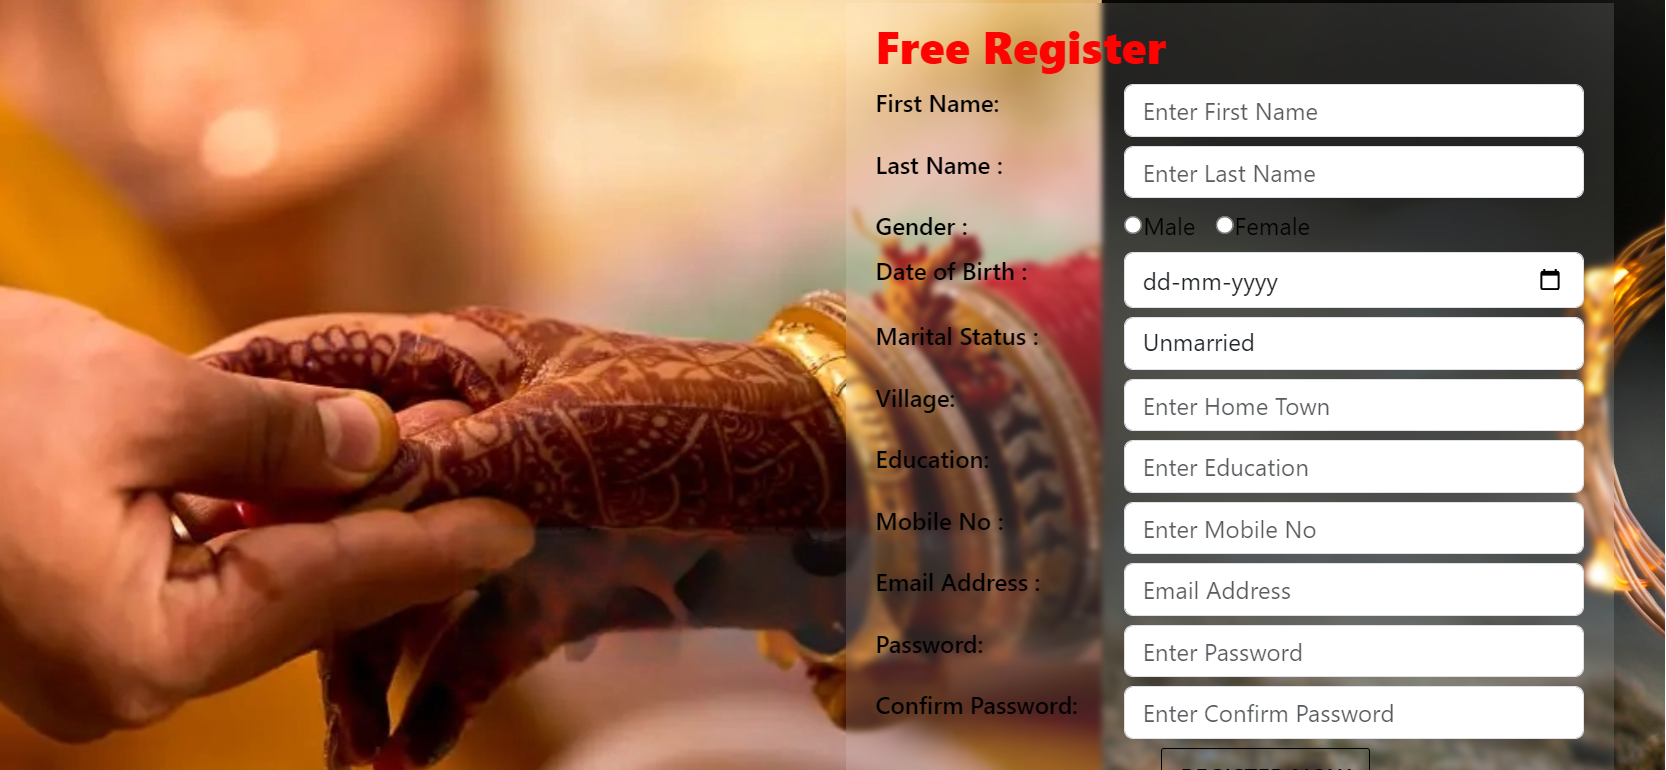 Free Register
First Name: Enter First Name
Last Name : Enter Last Name
Gender : Male Female
Date of Birth : dd-mm-yyyy
Marital Status : Unmarried
Village: Enter Home Town
Education: Enter Education
Mobile No : Enter Mobile No
Email Address : Email Address
Password: Enter Password
Confirm Password: Enter Confirm Password
REGISTER NOW